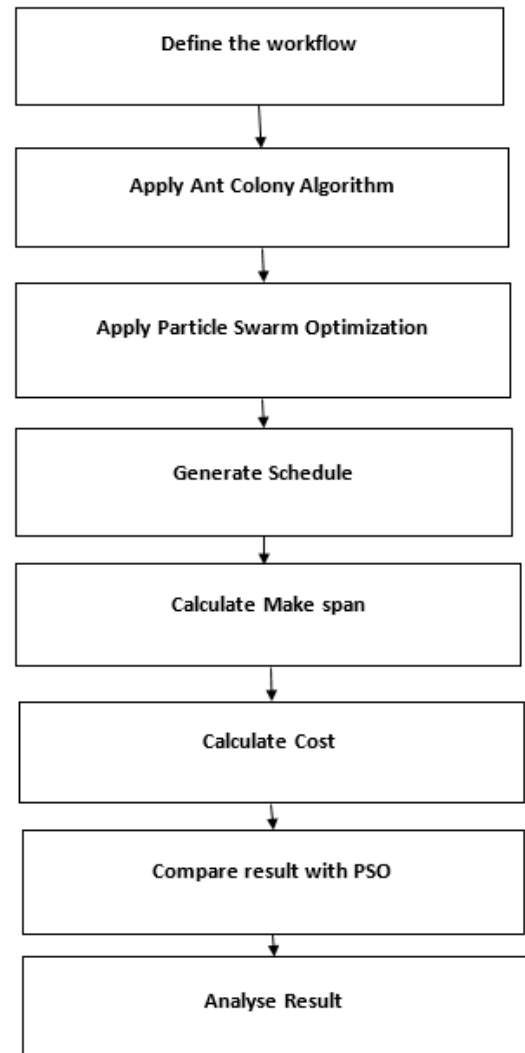 Define the workflow
Apply Ant Colony Algorithm
Apply Particle Swarm Optimization
Generate Schedule
Calculate Make span
Calculate Cost
Compare result with PSO
Analyse Result